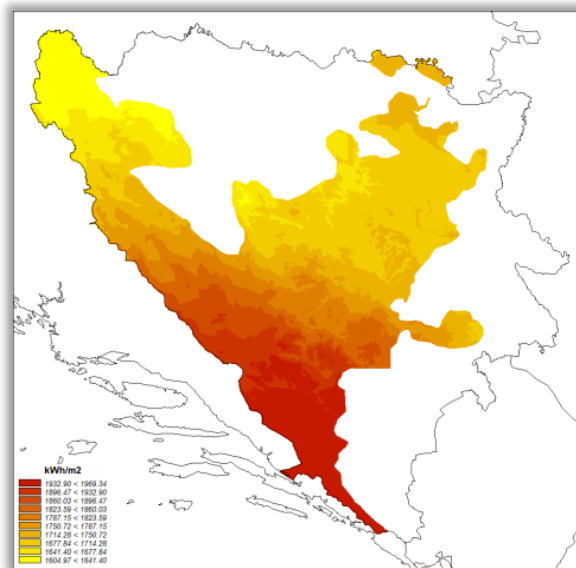 kWh/m2
1932.90 < 1969.34
1896.47 < 1932.90
1860.03 < 1896.47
1823.59 < 1860.03
1787.15 < 1823.59
1750.72 < 1787.15
1714.28 < 1750.72
1677.84 < 1714.28
1641.40 < 1677.84
1604.97 < 1641.40